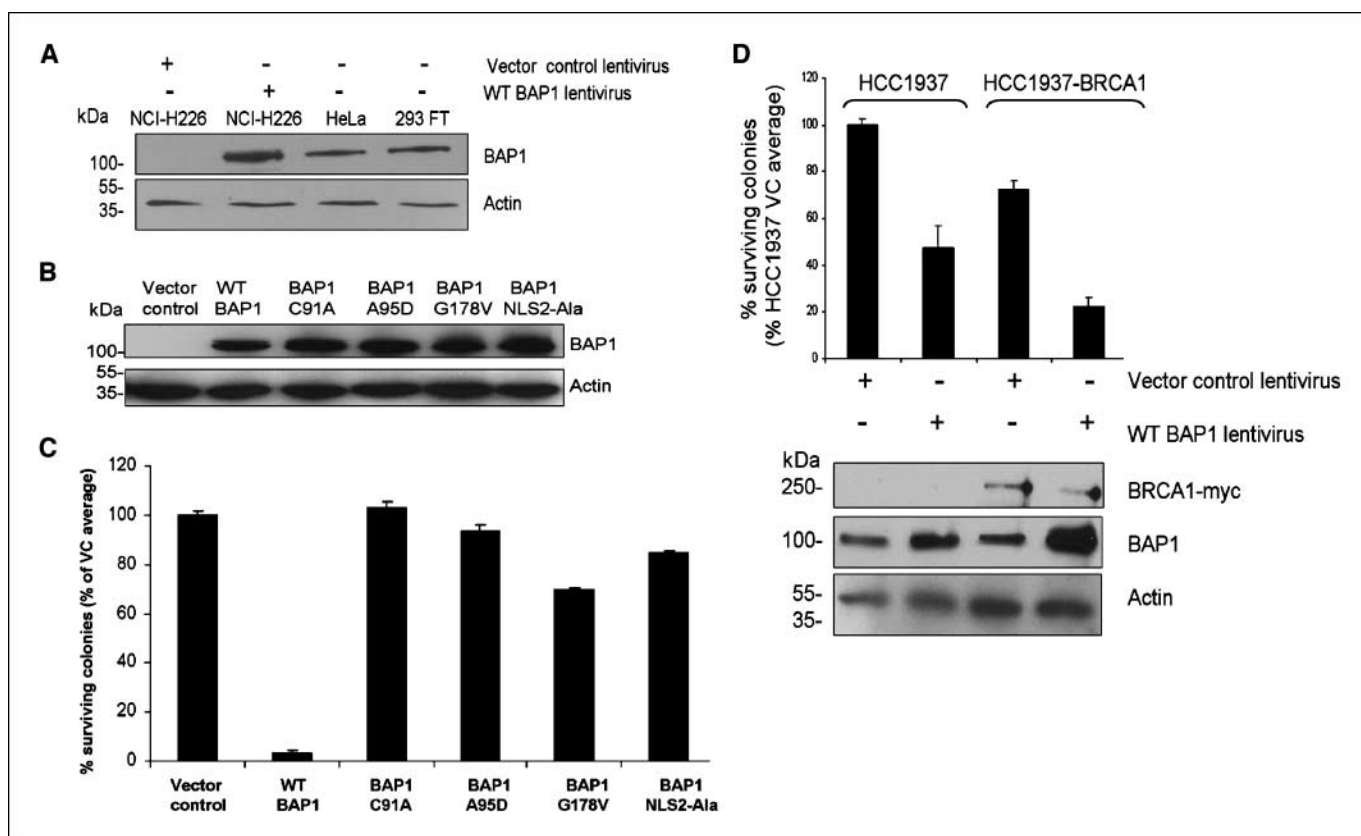 A
+ - - - Vector control lentivirus
- + - - WT BAP1 lentivirus
kDa NCI-H226 NCI-H226 HeLa 293 FT
100- BAP1
55-
35- Actin
B
Vector control WT BAP1 BAP1 C91A BAP1 A95D BAP1 G178V BAP1 NLS2-Ala
kDa
100- BAP1
55-
35- Actin
C
% surviving colonies (% of VC average)
120
100
80
60
40
20
0
Vector control WT BAP1 BAP1 C91A BAP1 A95D BAP1 G178V BAP1 NLS2-Ala
D
HCC1937 HCC1937-BRCA1
% surviving colonies
(% HCC1937 VC average)
120
100
80
60
40
20
0
+ - + - Vector control lentivirus
- + - + WT BAP1 lentivirus
kDa
250- BRCA1-myc
100- BAP1
55-
35- Actin